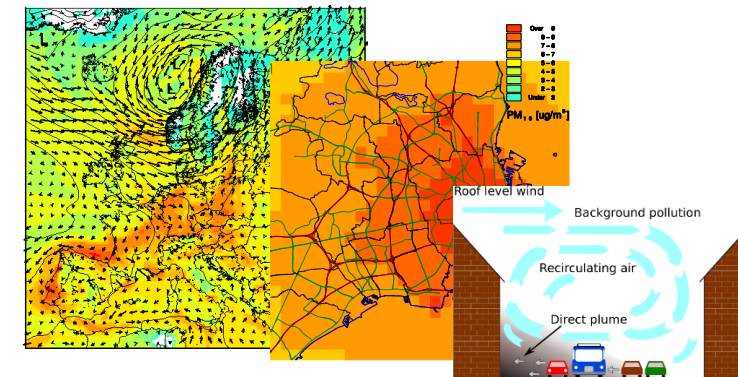 L
L
Over 9
8-9
7-8
6-7
5-6
4-5
3-4
2-3
Under 2
PM10 [ug/m3]
Roof level wind
Background pollution
Recirculating air
Direct plume